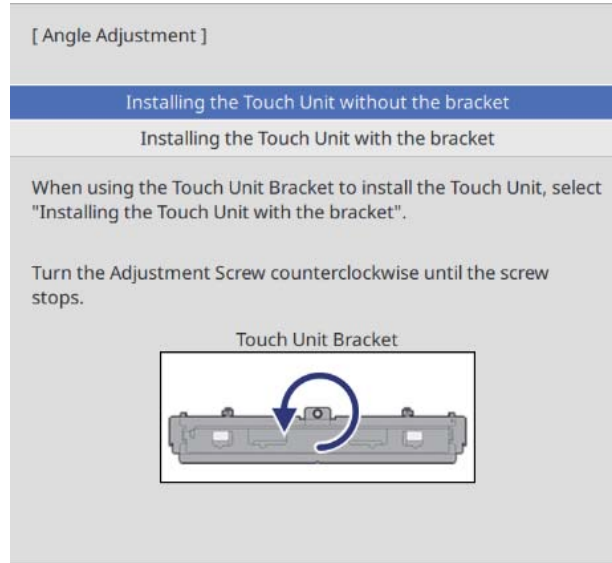 [ Angle Adjustment ]
Installing the Touch Unit without the bracket
Installing the Touch Unit with the bracket
When using the Touch Unit Bracket to install the Touch Unit, select
"Installing the Touch Unit with the bracket".
Turn the Adjustment Screw counterclockwise until the screw
stops.
Touch Unit Bracket